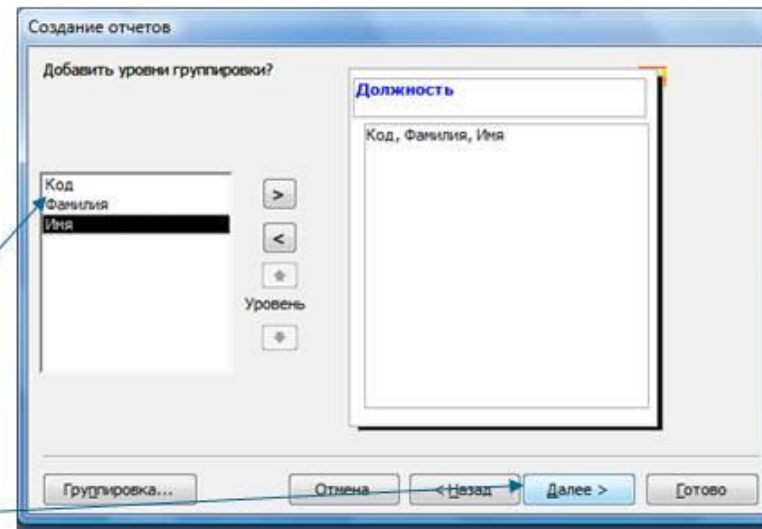 Создание отчетов
Добавить уровни группировки?
Должность
Код, Фамилия, Имя
Код
Фамилия
Имя
>
<
Уровень
Группировка...
Отмена
< Назад
Далее >
Готово